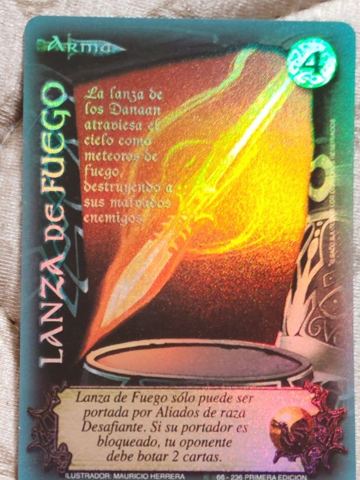 Arma
4
LANZA DE FUEGO
La lanza de
los Danaan
atraviesa el
cielo como
meteoros de
fuego,
destruyendo a
sus malvados
enemigos.
Lanza de Fuego sólo puede ser
portada por Aliados de raza
Desafiante. Si su portador es
bloqueado, tu oponente
debe botar 2 cartas.
ILUSTRADOR: MAURICIO HERRERA
66 - 236 PRIMERA EDICION